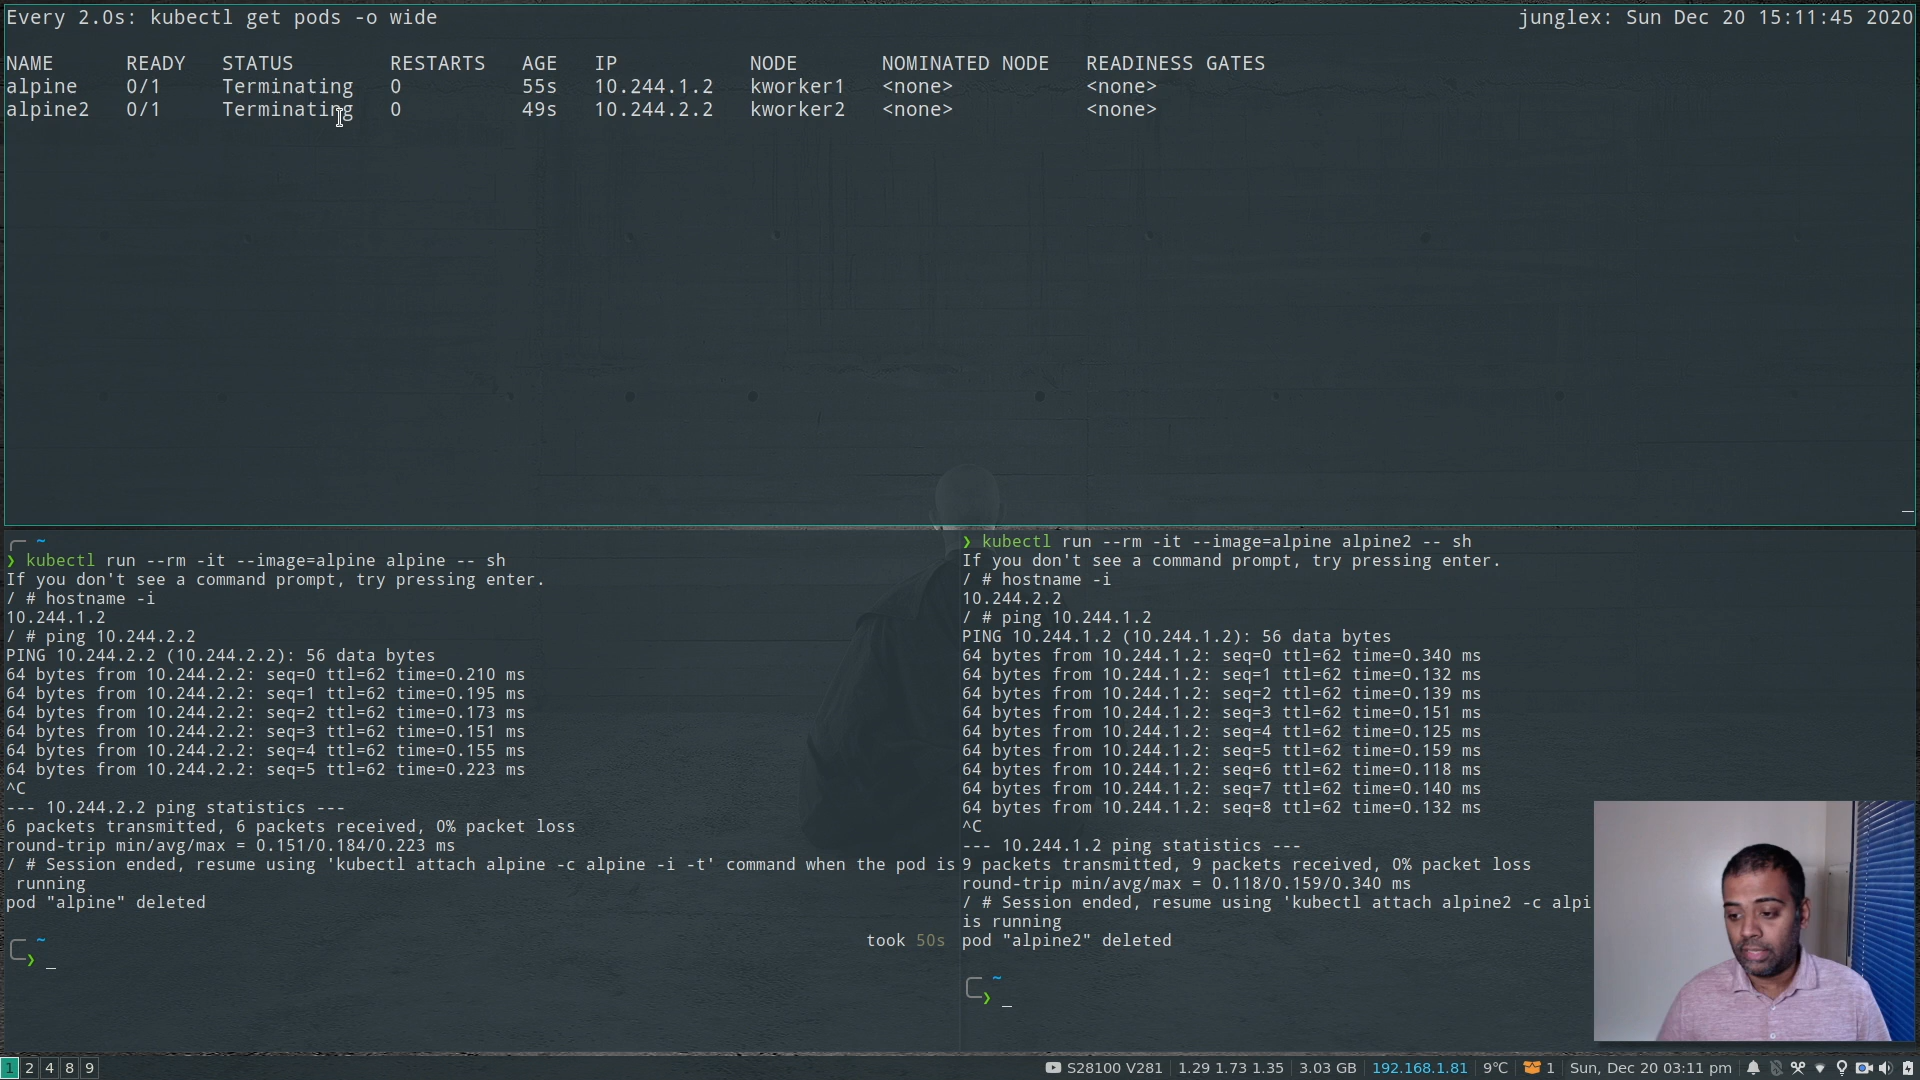 Every 2.0s: kubectl get pods -o wide junglex: Sun Dec 20 15:11:45 2020
NAME READY STATUS RESTARTS AGE IP NODE NOMINATED NODE READINESS GATES
alpine 0/1 Terminating 0 55s 10.244.1.2 kworker1 <none> <none>
alpine2 0/1 Terminating 0 49s 10.244.2.2 kworker2 <none> <none>
~
❯ kubectl run --rm -it --image=alpine alpine -- sh
If you don't see a command prompt, try pressing enter.
/ # hostname -i
10.244.1.2
/ # ping 10.244.2.2
PING 10.244.2.2 (10.244.2.2): 56 data bytes
64 bytes from 10.244.2.2: seq=0 ttl=62 time=0.210 ms
64 bytes from 10.244.2.2: seq=1 ttl=62 time=0.195 ms
64 bytes from 10.244.2.2: seq=2 ttl=62 time=0.173 ms
64 bytes from 10.244.2.2: seq=3 ttl=62 time=0.151 ms
64 bytes from 10.244.2.2: seq=4 ttl=62 time=0.155 ms
64 bytes from 10.244.2.2: seq=5 ttl=62 time=0.223 ms
^C
--- 10.244.2.2 ping statistics ---
6 packets transmitted, 6 packets received, 0% packet loss
round-trip min/avg/max = 0.151/0.184/0.223 ms
/ # Session ended, resume using 'kubectl attach alpine -c alpine -i -t' command when the pod is
running
pod "alpine" deleted
~
took 50s
❯ _
❯ kubectl run --rm -it --image=alpine alpine2 -- sh
If you don't see a command prompt, try pressing enter.
/ # hostname -i
10.244.2.2
/ # ping 10.244.1.2
PING 10.244.1.2 (10.244.1.2): 56 data bytes
64 bytes from 10.244.1.2: seq=0 ttl=62 time=0.340 ms
64 bytes from 10.244.1.2: seq=1 ttl=62 time=0.132 ms
64 bytes from 10.244.1.2: seq=2 ttl=62 time=0.139 ms
64 bytes from 10.244.1.2: seq=3 ttl=62 time=0.151 ms
64 bytes from 10.244.1.2: seq=4 ttl=62 time=0.125 ms
64 bytes from 10.244.1.2: seq=5 ttl=62 time=0.159 ms
64 bytes from 10.244.1.2: seq=6 ttl=62 time=0.118 ms
64 bytes from 10.244.1.2: seq=7 ttl=62 time=0.140 ms
64 bytes from 10.244.1.2: seq=8 ttl=62 time=0.132 ms
^C
--- 10.244.1.2 ping statistics ---
9 packets transmitted, 9 packets received, 0% packet loss
round-trip min/avg/max = 0.118/0.159/0.340 ms
/ # Session ended, resume using 'kubectl attach alpine2 -c alpi
is running
pod "alpine2" deleted
~
❯ _
1 2 4 8 9 S28100 V281 1.29 1.73 1.35 3.03 GB 192.168.1.81 9°C 1 Sun, Dec 20 03:11 pm